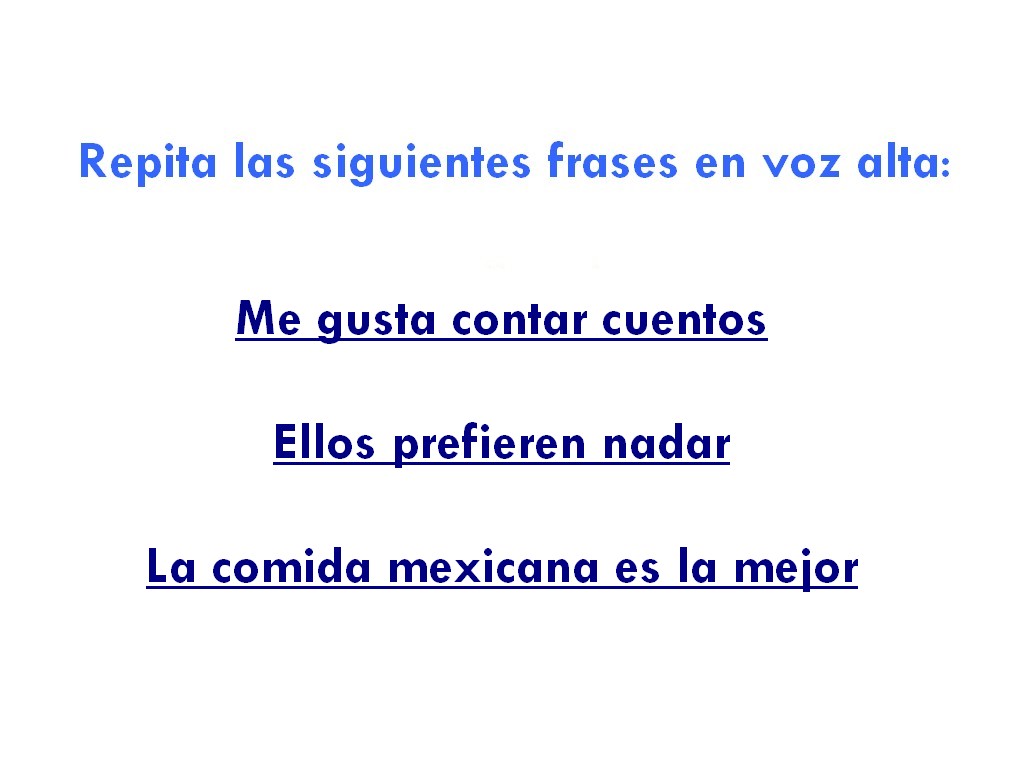 Repita las siguientes frases en voz alta:
Me gusta contar cuentos
Ellos prefieren nadar
La comida mexicana es la mejor